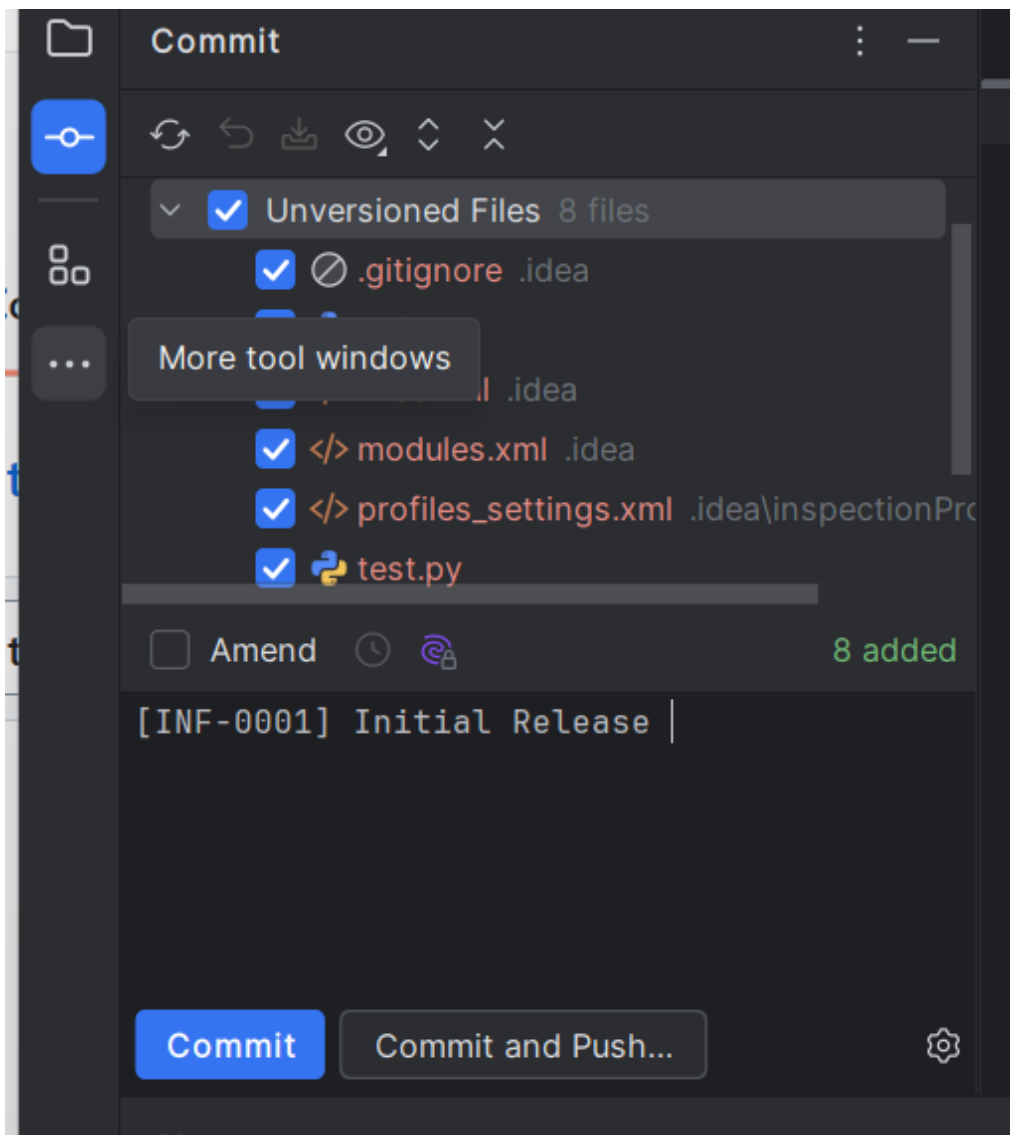 Commit
Unversioned Files 8 files
.gitignore .idea
More tool windows
.idea
modules.xml .idea
profiles_settings.xml .idea\inspectionPro
test.py
Amend
8 added
[INF-0001] Initial Release
Commit
Commit and Push...